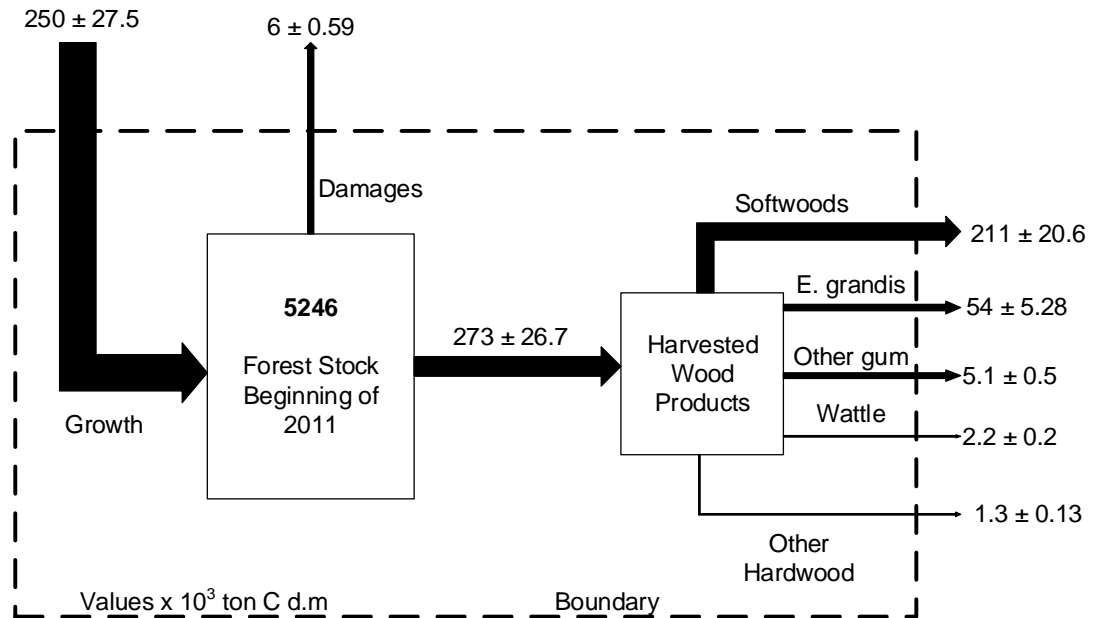 250 ± 27.5
6 ± 0.59
Damages
Softwoods
211 ± 20.6
E. grandis
54 ± 5.28
5246
Forest Stock
Beginning of
2011
273 ± 26.7
Harvested
Wood
Products
Other gum
5.1 ± 0.5
Wattle
2.2 ± 0.2
Growth
1.3 ± 0.13
Other
Hardwood
Values x 10³ ton C d.m
Boundary